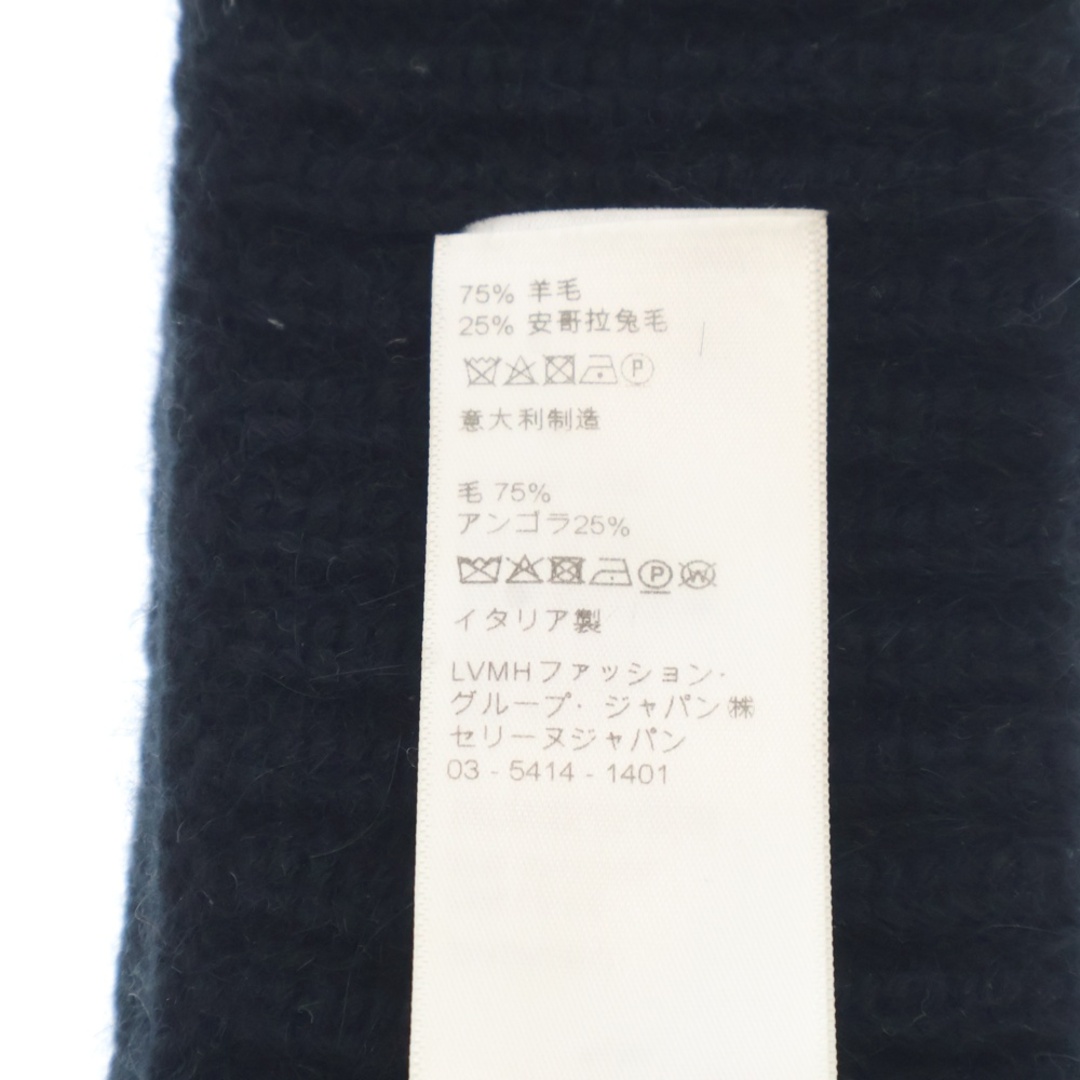 75% 羊毛
25% 安哥拉兔毛
P
意大利制造
毛 75%
アンゴラ25%
P W
イタリア製
LVMHファッション·
グループ· ジャパン㈱
セリーヌジャパン
03 - 5414 - 1401